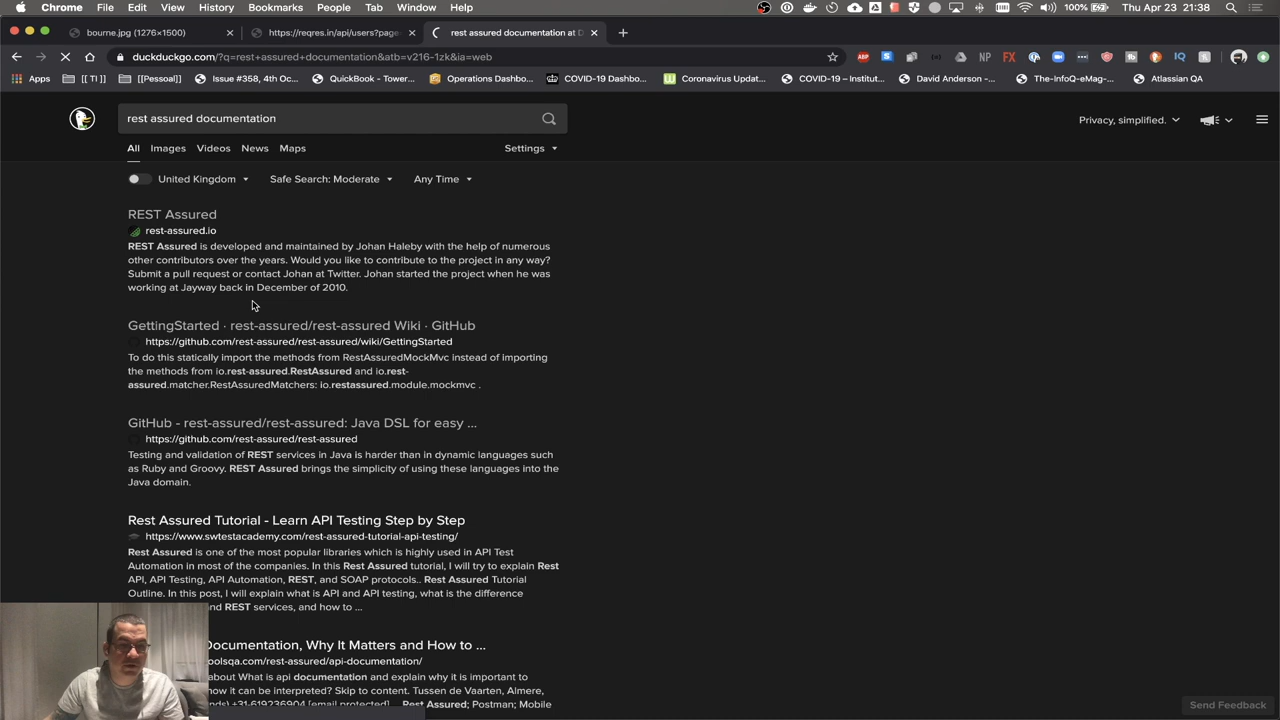 Chrome File Edit View History Bookmarks People Tab Window Help 100% Thu Apr 23 21:38
bourne.jpg (1276×1600) https://reqres.in/api/users?page= rest assured documentation at D
duckduckgo.com/?q=rest+assured+documentation&atb=v216-1zk&ia=web
Apps [[ TI ]] [[Pessoal]] Issue #358, 4th Oct... QuickBook - Tower... Operations Dashbo... COVID-19 Dashbo... Coronavirus Updat... COVID-19 – Institut... David Anderson -... The-InfoQ-eMag-... Atlassian QA
rest assured documentation
Privacy, simplified.
All Images Videos News Maps Settings
United Kingdom Safe Search: Moderate Any Time
REST Assured
rest-assured.io
REST Assured is developed and maintained by Johan Haleby with the help of numerous
other contributors over the years. Would you like to contribute to the project in any way?
Submit a pull request or contact Johan at Twitter. Johan started the project when he was
working at Jayway back in December of 2010.
GettingStarted · rest-assured/rest-assured Wiki · GitHub
https://github.com/rest-assured/rest-assured/wiki/GettingStarted
To do this statically import the methods from RestAssuredMockMvc instead of importing
the methods from io.rest-assured.RestAssured and io.rest-
assured.matcher.RestAssuredMatchers: io.restassured.module.mockmvc .
GitHub - rest-assured/rest-assured: Java DSL for easy ...
https://github.com/rest-assured/rest-assured
Testing and validation of REST services in Java is harder than in dynamic languages such
as Ruby and Groovy. REST Assured brings the simplicity of using these languages into the
Java domain.
Rest Assured Tutorial - Learn API Testing Step by Step
https://www.swtestacademy.com/rest-assured-tutorial-api-testing/
Rest Assured is one of the most popular libraries which is highly used in API Test
Automation in most of the companies. In this Rest Assured tutorial, I will try to explain Rest
API, API Testing, API Automation, REST, and SOAP protocols.. Rest Assured Tutorial
Outline. In this post, I will explain what is API and API testing, what is the difference
and REST services, and how to ...
Documentation, Why It Matters and How to ...
oolsqa.com/rest-assured/api-documentation/
about What is api documentation and explain why it is important to
now it can be interpreted? Skip to content. Tussen de Vaarten, Almere,
+31-619236904 [email protected] Rest Assured; Postman; Mobile
Send Feedback